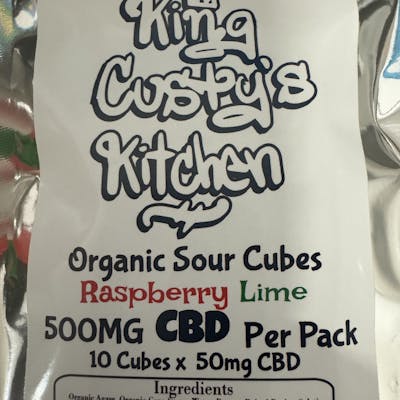 King
Custy's
Kitchen
Organic Sour Cubes
Raspberry Lime
500MG CBD Per Pack
10 Cubes x 50mg CBD
Ingredients